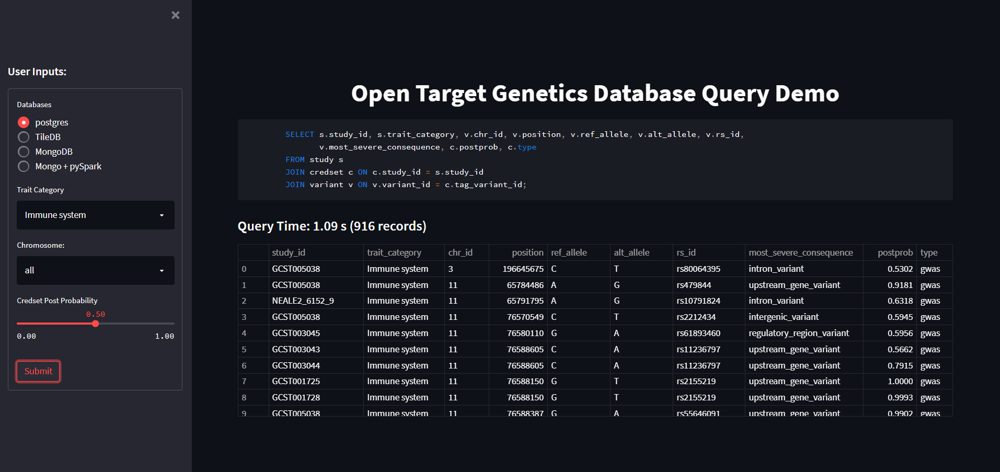 ×
User Inputs:
Databases
postgres
TileDB
MongoDB
Mongo + pySpark
Trait Category
Immune system
Chromosome:
all
Credset Post Probability
0.50
0.00 1.00
Submit
Open Target Genetics Database Query Demo
SELECT s.study_id, s.trait_category, v.chr_id, v.position, v.ref_allele, v.alt_allele, v.rs_id,
v.most_severe_consequence, c.postprob, c.type
FROM study s
JOIN credset c ON c.study_id = s.study_id
JOIN variant v ON v.variant_id = c.tag_variant_id;
Query Time: 1.09 s (916 records)
study_id trait_category chr_id position ref_allele alt_allele rs_id most_severe_consequence postprob type
0 GCST005038 Immune system 3 196645675 C T rs80064395 intron_variant 0.5302 gwas
1 GCST005038 Immune system 11 65784486 A G rs479844 upstream_gene_variant 0.9181 gwas
2 NEALE2_6152_9 Immune system 11 65791795 A G rs10791824 intron_variant 0.6318 gwas
3 GCST005038 Immune system 11 76570549 C T rs2212434 intergenic_variant 0.5945 gwas
4 GCST003045 Immune system 11 76580110 G A rs61893460 regulatory_region_variant 0.5956 gwas
5 GCST003043 Immune system 11 76588605 C A rs11236797 upstream_gene_variant 0.5662 gwas
6 GCST003044 Immune system 11 76588605 C A rs11236797 upstream_gene_variant 0.7915 gwas
7 GCST001725 Immune system 11 76588150 G T rs2155219 upstream_gene_variant 1.0000 gwas
8 GCST001728 Immune system 11 76588150 G T rs2155219 upstream_gene_variant 0.9993 gwas
9 GCST005038 Immune system 11 76588387 G A rs55646091 upstream_gene_variant 0.9902 gwas